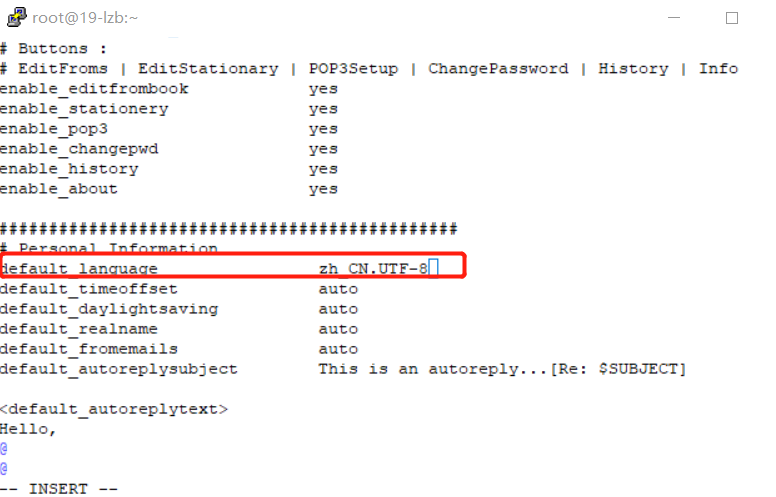 root@19-lzb:~
# Buttons :
# EditFroms | EditStationary | POP3Setup | ChangePassword | History | Info
enable_editfrombook yes
enable_stationery yes
enable_pop3 yes
enable_changepwd yes
enable_history yes
enable_about yes
##############################################
# Personal Information
default_language zh_CN.UTF-8
default_timeoffset auto
default_daylightsaving auto
default_realname auto
default_fromemails auto
default_autoreplysubject This is an autoreply...[Re: $SUBJECT]
<default_autoreplytext>
Hello,
@
@
-- INSERT --